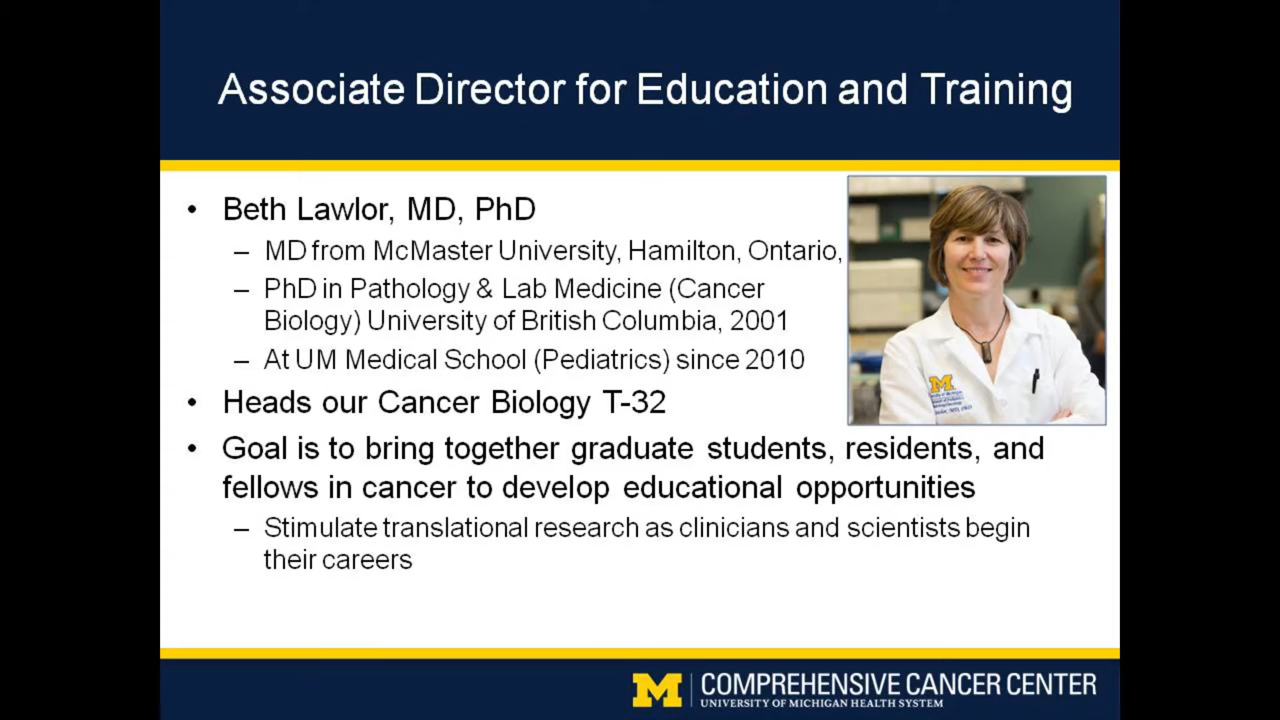 Associate Director for Education and Training
• Beth Lawlor, MD, PhD
– MD from McMaster University, Hamilton, Ontario,
– PhD in Pathology & Lab Medicine (Cancer
Biology) University of British Columbia, 2001
– At UM Medical School (Pediatrics) since 2010
• Heads our Cancer Biology T-32
• Goal is to bring together graduate students, residents, and
fellows in cancer to develop educational opportunities
– Stimulate translational research as clinicians and scientists begin
their careers
M
M COMPREHENSIVE CANCER CENTER
UNIVERSITY OF MICHIGAN HEALTH SYSTEM